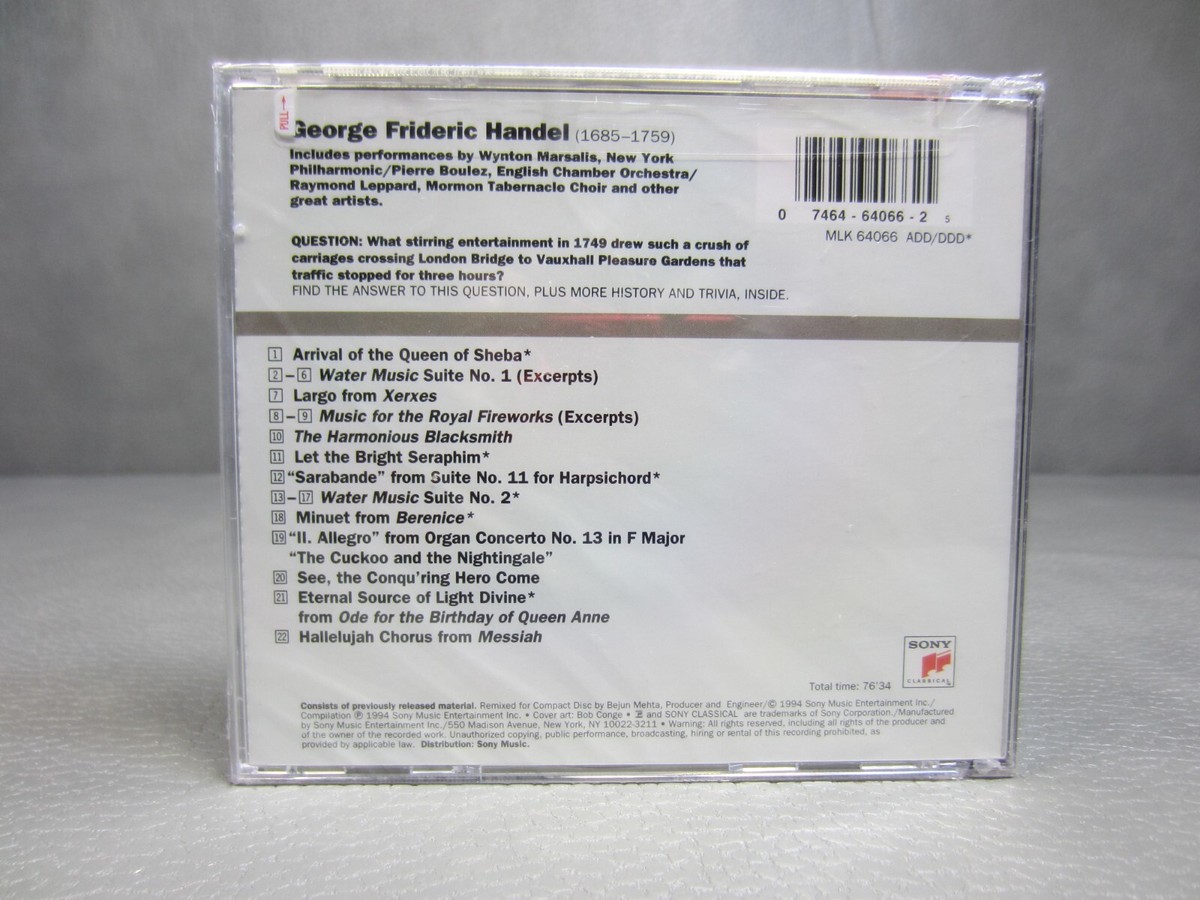 PULL→
George Frideric Handel (1685–1759)
Includes performances by Wynton Marsalis, New York
Philharmonic/Pierre Boulez, English Chamber Orchestra/
Raymond Leppard, Mormon Tabernacle Choir and other
great artists.
0 7464 - 64066 - 2 5
MLK 64066 ADD/DDD*
QUESTION: What stirring entertainment in 1749 drew such a crush of
carriages crossing London Bridge to Vauxhall Pleasure Gardens that
traffic stopped for three hours?
FIND THE ANSWER TO THIS QUESTION, PLUS MORE HISTORY AND TRIVIA, INSIDE.
1 Arrival of the Queen of Sheba*
2–6 Water Music Suite No. 1 (Excerpts)
7 Largo from Xerxes
8–9 Music for the Royal Fireworks (Excerpts)
10 The Harmonious Blacksmith
11 Let the Bright Seraphim*
12 “Sarabande” from Suite No. 11 for Harpsichord*
13–17 Water Music Suite No. 2*
18 Minuet from Berenice*
19 “II. Allegro” from Organ Concerto No. 13 in F Major
“The Cuckoo and the Nightingale”
20 See, the Conqu’ring Hero Come
21 Eternal Source of Light Divine*
from Ode for the Birthday of Queen Anne
22 Hallelujah Chorus from Messiah
Total time: 76’34
SONY
CLASSICAL
Consists of previously released material. Remixed for Compact Disc by Bejun Mehta, Producer and Engineer/© 1994 Sony Music Entertainment Inc./
Compilation ℗ 1994 Sony Music Entertainment Inc. • Cover art: Bob Conge • and SONY CLASSICAL are trademarks of Sony Corporation./Manufactured
by Sony Music Entertainment Inc./550 Madison Avenue, New York, NY 10022-3211 • Warning: All rights reserved, including all rights of the producer and
of the owner of the recorded work. Unauthorized copying, public performance, broadcasting, hiring or rental of this recording prohibited, as
provided by applicable law. Distribution: Sony Music.